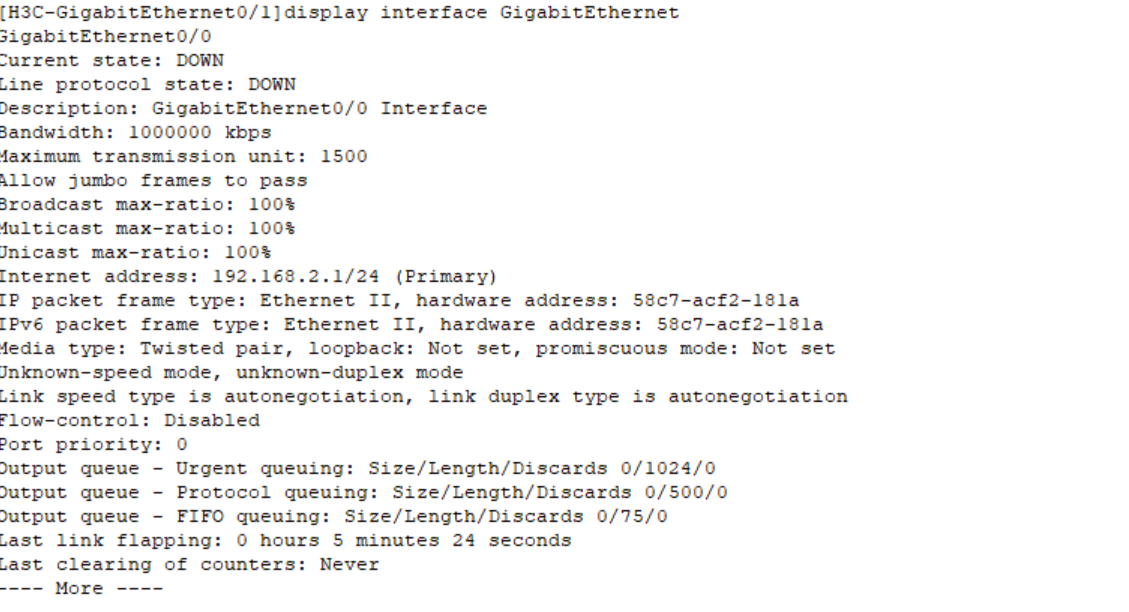 [H3C-GigabitEthernet0/1]display interface GigabitEthernet
GigabitEthernet0/0
Current state: DOWN
Line protocol state: DOWN
Description: GigabitEthernet0/0 Interface
Bandwidth: 1000000 kbps
Maximum transmission unit: 1500
Allow jumbo frames to pass
Broadcast max-ratio: 100%
Multicast max-ratio: 100%
Unicast max-ratio: 100%
Internet address: 192.168.2.1/24 (Primary)
IP packet frame type: Ethernet II, hardware address: 58c7-acf2-181a
IPv6 packet frame type: Ethernet II, hardware address: 58c7-acf2-181a
Media type: Twisted pair, loopback: Not set, promiscuous mode: Not set
Unknown-speed mode, unknown-duplex mode
Link speed type is autonegotiation, link duplex type is autonegotiation
Flow-control: Disabled
Port priority: 0
Output queue - Urgent queuing: Size/Length/Discards 0/1024/0
Output queue - Protocol queuing: Size/Length/Discards 0/500/0
Output queue - FIFO queuing: Size/Length/Discards 0/75/0
Last link flapping: 0 hours 5 minutes 24 seconds
Last clearing of counters: Never
---- More ----